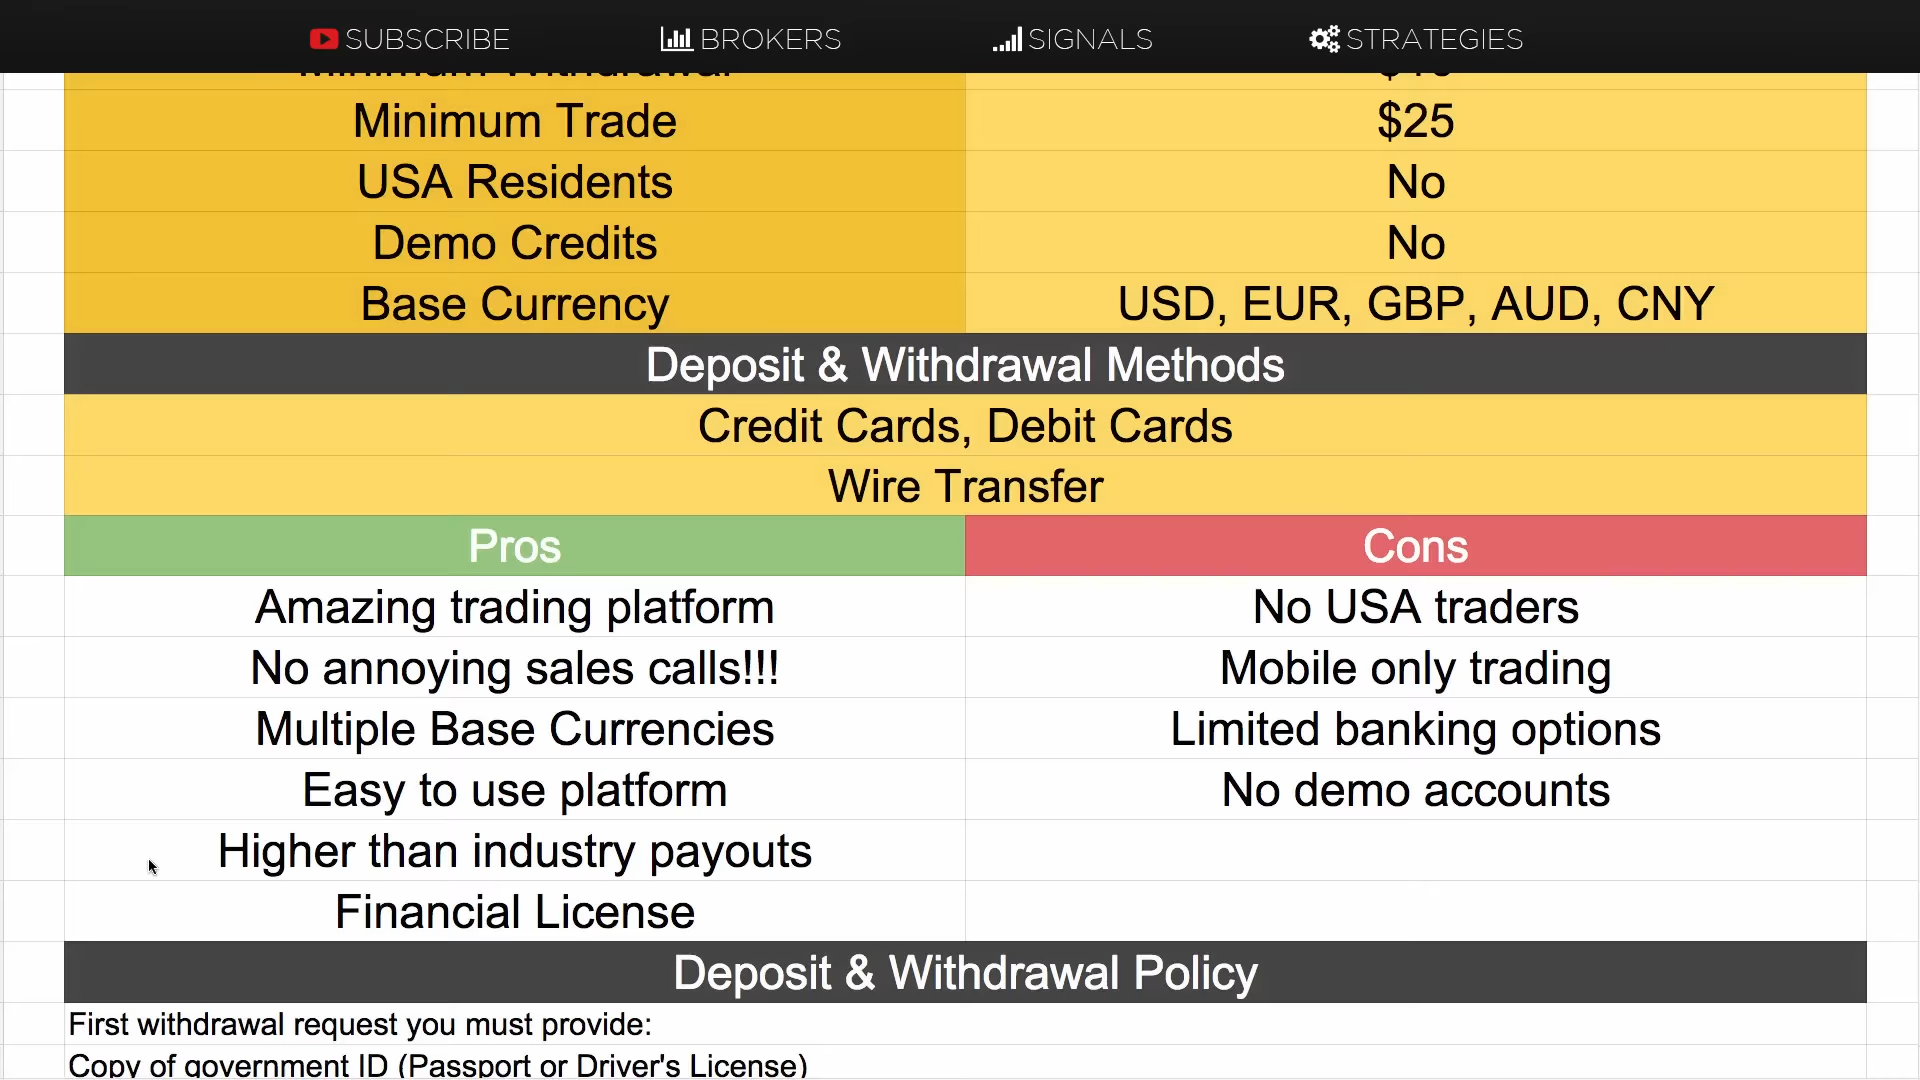 SUBSCRIBE BROKERS SIGNALS STRATEGIES
Minimum Withdrawal
Minimum Trade $25
USA Residents No
Demo Credits No
Base Currency USD, EUR, GBP, AUD, CNY
Deposit & Withdrawal Methods
Credit Cards, Debit Cards
Wire Transfer
Pros Cons
Amazing trading platform No USA traders
No annoying sales calls!!! Mobile only trading
Multiple Base Currencies Limited banking options
Easy to use platform No demo accounts
Higher than industry payouts
Financial License
Deposit & Withdrawal Policy
First withdrawal request you must provide:
Copy of government ID (Passport or Driver's License)